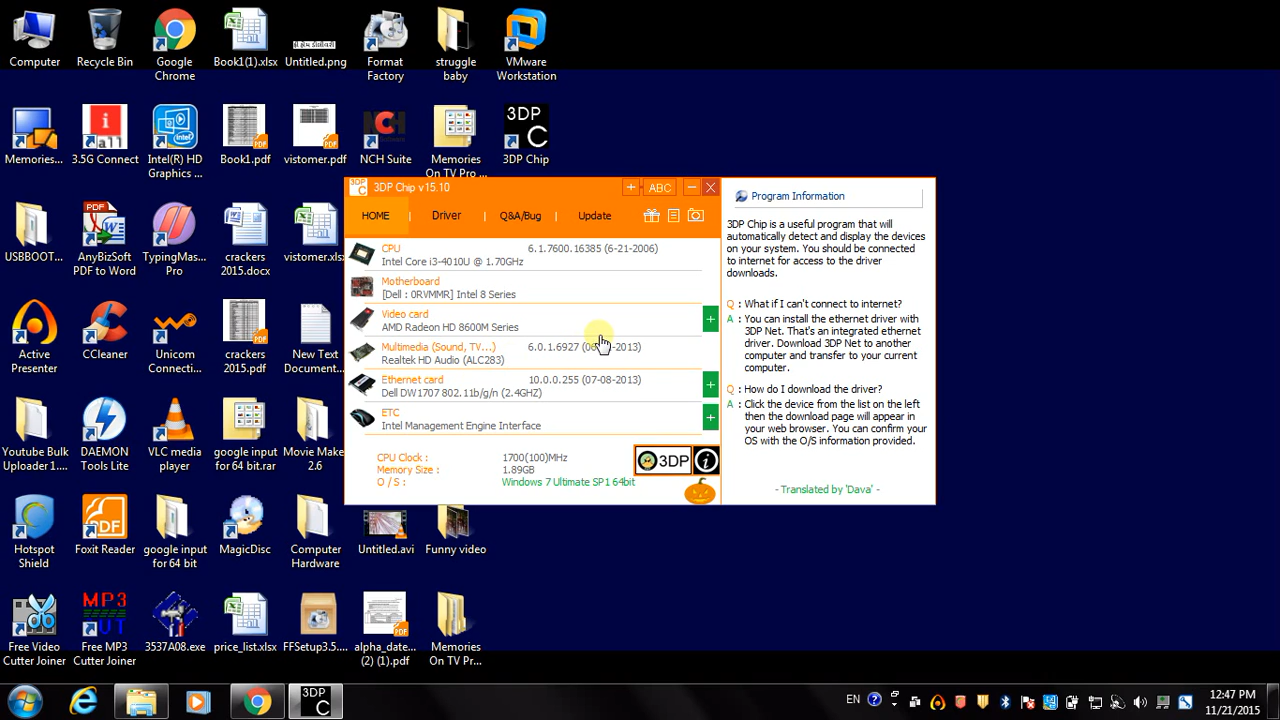 Computer
Recycle Bin
Google
Chrome
Book1(1).xlsx
Untitled.png
Format
Factory
struggle
baby
VMware
Workstation
Memories...
3.5G Connect
Intel(R) HD
Graphics ...
Book1.pdf
vistomer.pdf
NCH Suite
Memories
On TV Pro ...
3DP
C
3DP Chip
USBBOOT...
AnyBizSoft
PDF to Word
TypingMas...
Pro
crackers
2015.docx
vistomer.xlsx
Active
Presenter
CCleaner
Unicom
Connecti...
crackers
2015.pdf
New Text
Document...
Youtube Bulk
Uploader 1....
DAEMON
Tools Lite
VLC media
player
google input
for 64 bit.rar
Movie Make
2.6
Hotspot
Shield
Foxit Reader
google input
for 64 bit
MagicDisc
Computer
Hardware
Untitled.avi
Funny video
Free Video
Cutter Joiner
Free MP3
Cutter Joiner
3537A08.exe
price_list.xlsx
FFSetup3.5....
alpha_date...
(2) (1).pdf
Memories
On TV Pr...
3DP Chip v15.10
ABC
HOME
Driver
Q&A/Bug
Update
CPU 6.1.7600.16385 (6-21-2006)
Intel Core i3-4010U @ 1.70GHz
Motherboard
[Dell : 0RVMMR] Intel 8 Series
Video card
AMD Radeon HD 8600M Series
Multimedia (Sound, TV...) 6.0.1.6927
Realtek HD Audio (ALC283)
Ethernet card 10.0.0.255 (07-08-2013)
Dell DW1707 802.11b/g/n (2.4GHZ)
ETC
Intel Management Engine Interface
CPU Clock : 1700(100)MHz
Memory Size : 1.89GB
O / S : Windows 7 Ultimate SP1 64bit
3DP
Program Information
3DP Chip is a useful program that will
automatically detect and display the devices
on your system. You should be connected
to internet for access to the driver
downloads.
Q : What if I can't connect to internet?
A : You can install the ethernet driver with
3DP Net. That's an integrated ethernet
driver. Download 3DP Net to another
computer and transfer to your current
computer.
Q : How do I download the driver?
A : Click the device from the list on the left
then the download page will appear in
your web browser. You can confirm your
OS with the O/S information provided.
- Translated by 'Dava' -
3DP
C
EN
12:47 PM
11/21/2015